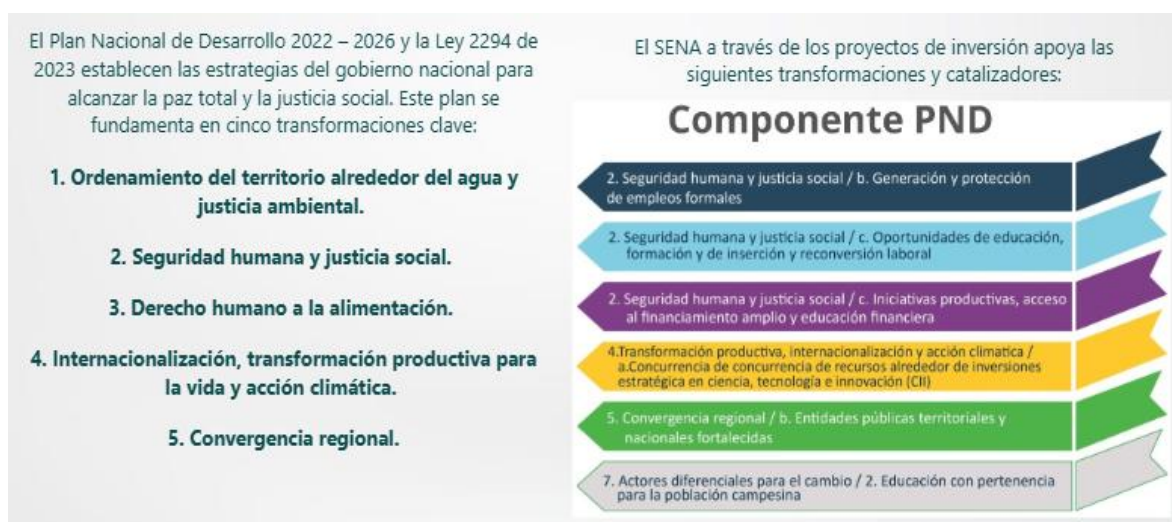 El Plan Nacional de Desarrollo 2022 – 2026 y la Ley 2294 de
2023 establecen las estrategias del gobierno nacional para
alcanzar la paz total y la justicia social. Este plan se
fundamenta en cinco transformaciones clave:
1. Ordenamiento del territorio alrededor del agua y
justicia ambiental.
2. Seguridad humana y justicia social.
3. Derecho humano a la alimentación.
4. Internacionalización, transformación productiva para
la vida y acción climática.
5. Convergencia regional.
El SENA a través de los proyectos de inversión apoya las
siguientes transformaciones y catalizadores:
Componente PND
2. Seguridad humana y justicia social / b. Generación y protección
de empleos formales
2. Seguridad humana y justicia social / c. Oportunidades de educación,
formación y de inserción y reconversión laboral
2. Seguridad humana y justicia social / c. Iniciativas productivas, acceso
al financiamiento amplio y educación financiera
4.Transformación productiva, internacionalización y acción climatica /
a.Concurrencia de concurrencia de recursos alrededor de inversiones
estratégica en ciencia, tecnología e innovación (CII)
5. Convergencia regional / b. Entidades públicas territoriales y
nacionales fortalecidas
7. Actores diferenciales para el cambio / 2. Educación con pertenencia
para la población campesina